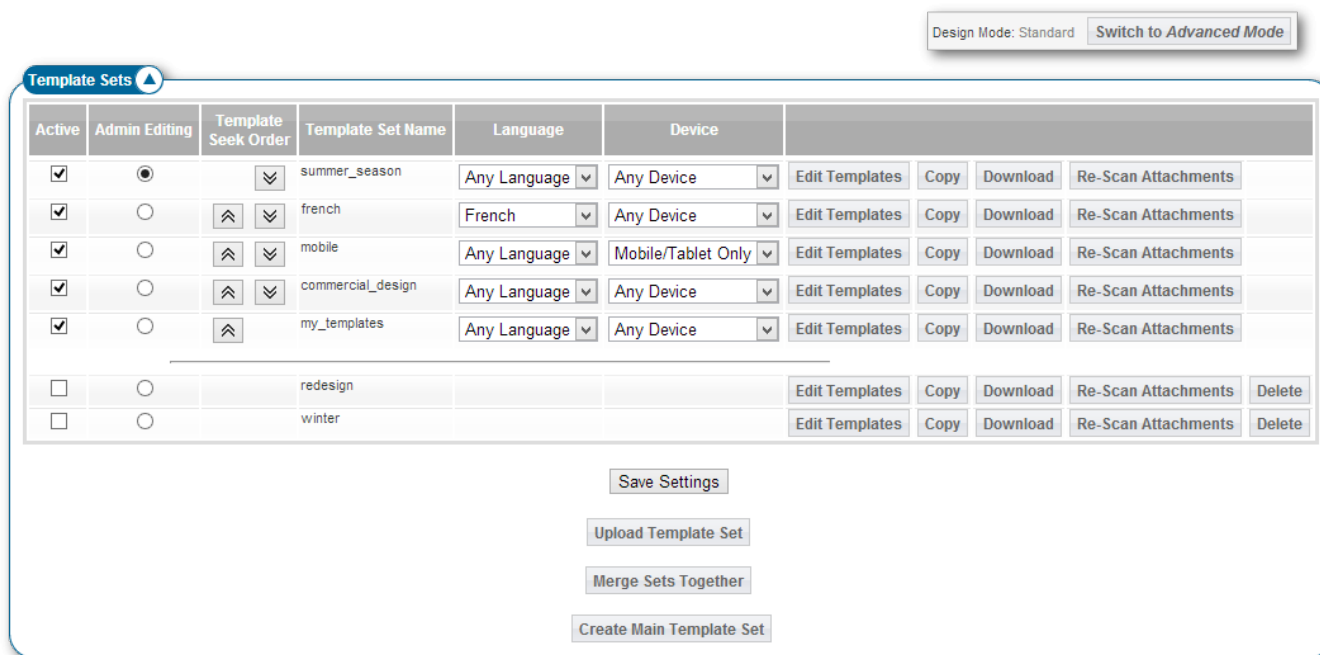 Design Mode: Standard Switch to Advanced Mode
Template Sets
Active Admin Editing Template Seek Order Template Set Name Language Device
summer_season Any Language Any Device Edit Templates Copy Download Re-Scan Attachments
french French Any Device Edit Templates Copy Download Re-Scan Attachments
mobile Any Language Mobile/Tablet Only Edit Templates Copy Download Re-Scan Attachments
commercial_design Any Language Any Device Edit Templates Copy Download Re-Scan Attachments
my_templates Any Language Any Device Edit Templates Copy Download Re-Scan Attachments
redesign Edit Templates Copy Download Re-Scan Attachments Delete
winter Edit Templates Copy Download Re-Scan Attachments Delete
Save Settings
Upload Template Set
Merge Sets Together
Create Main Template Set